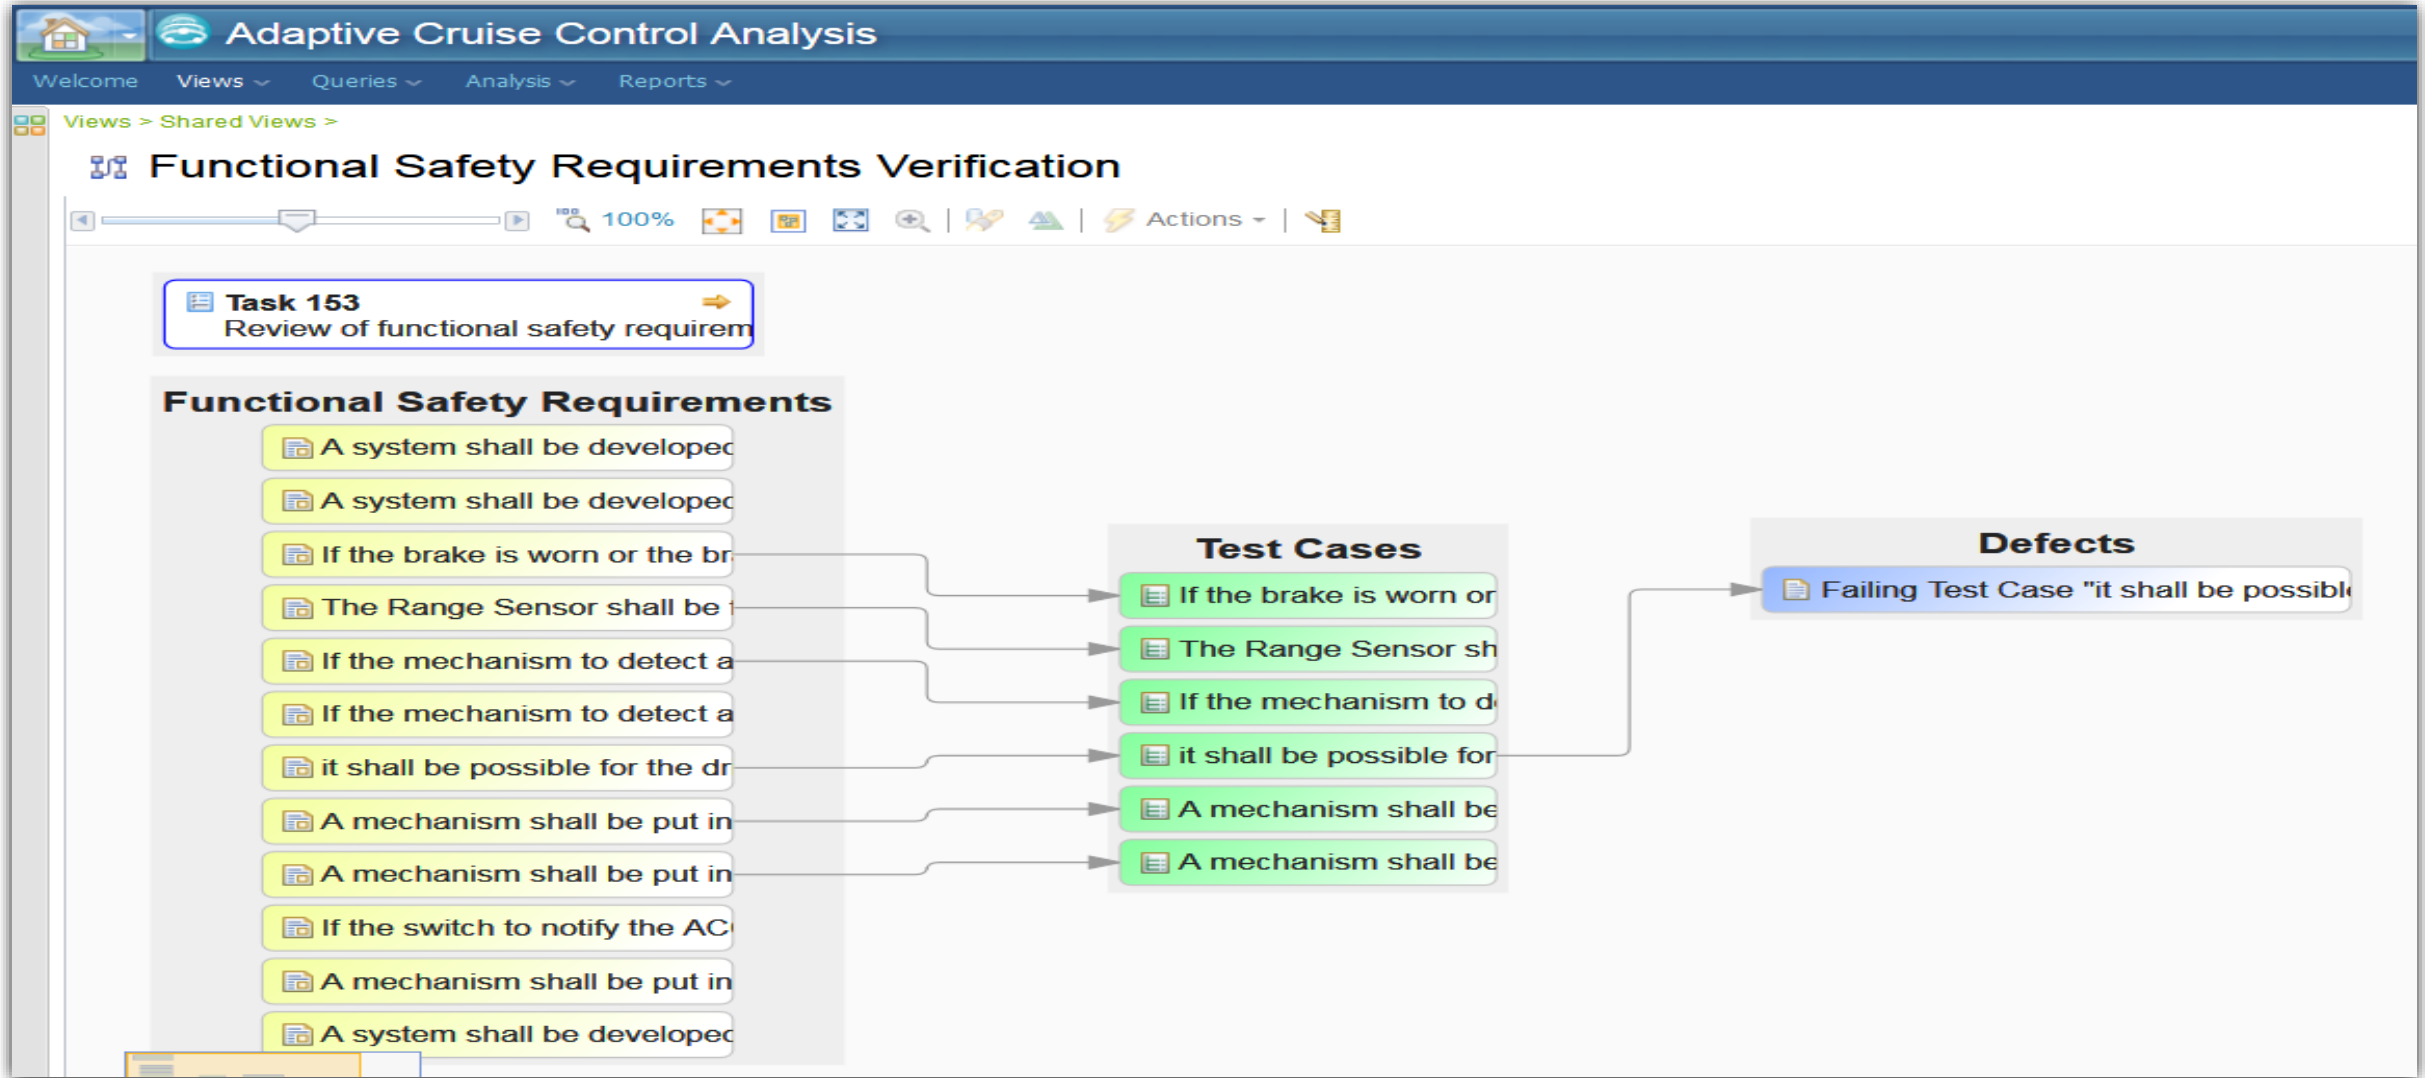 Adaptive Cruise Control Analysis
Welcome Views Queries Analysis Reports
Views > Shared Views >
Functional Safety Requirements Verification
100% Actions
Task 153
Review of functional safety requirem
Functional Safety Requirements
A system shall be developed
A system shall be developed
If the brake is worn or the br
The Range Sensor shall be
If the mechanism to detect a
If the mechanism to detect a
it shall be possible for the dr
A mechanism shall be put in
A mechanism shall be put in
If the switch to notify the AC
A mechanism shall be put in
A system shall be developed
Test Cases
If the brake is worn or
The Range Sensor sh
If the mechanism to d
it shall be possible for
A mechanism shall be
A mechanism shall be
Defects
Failing Test Case "it shall be possible